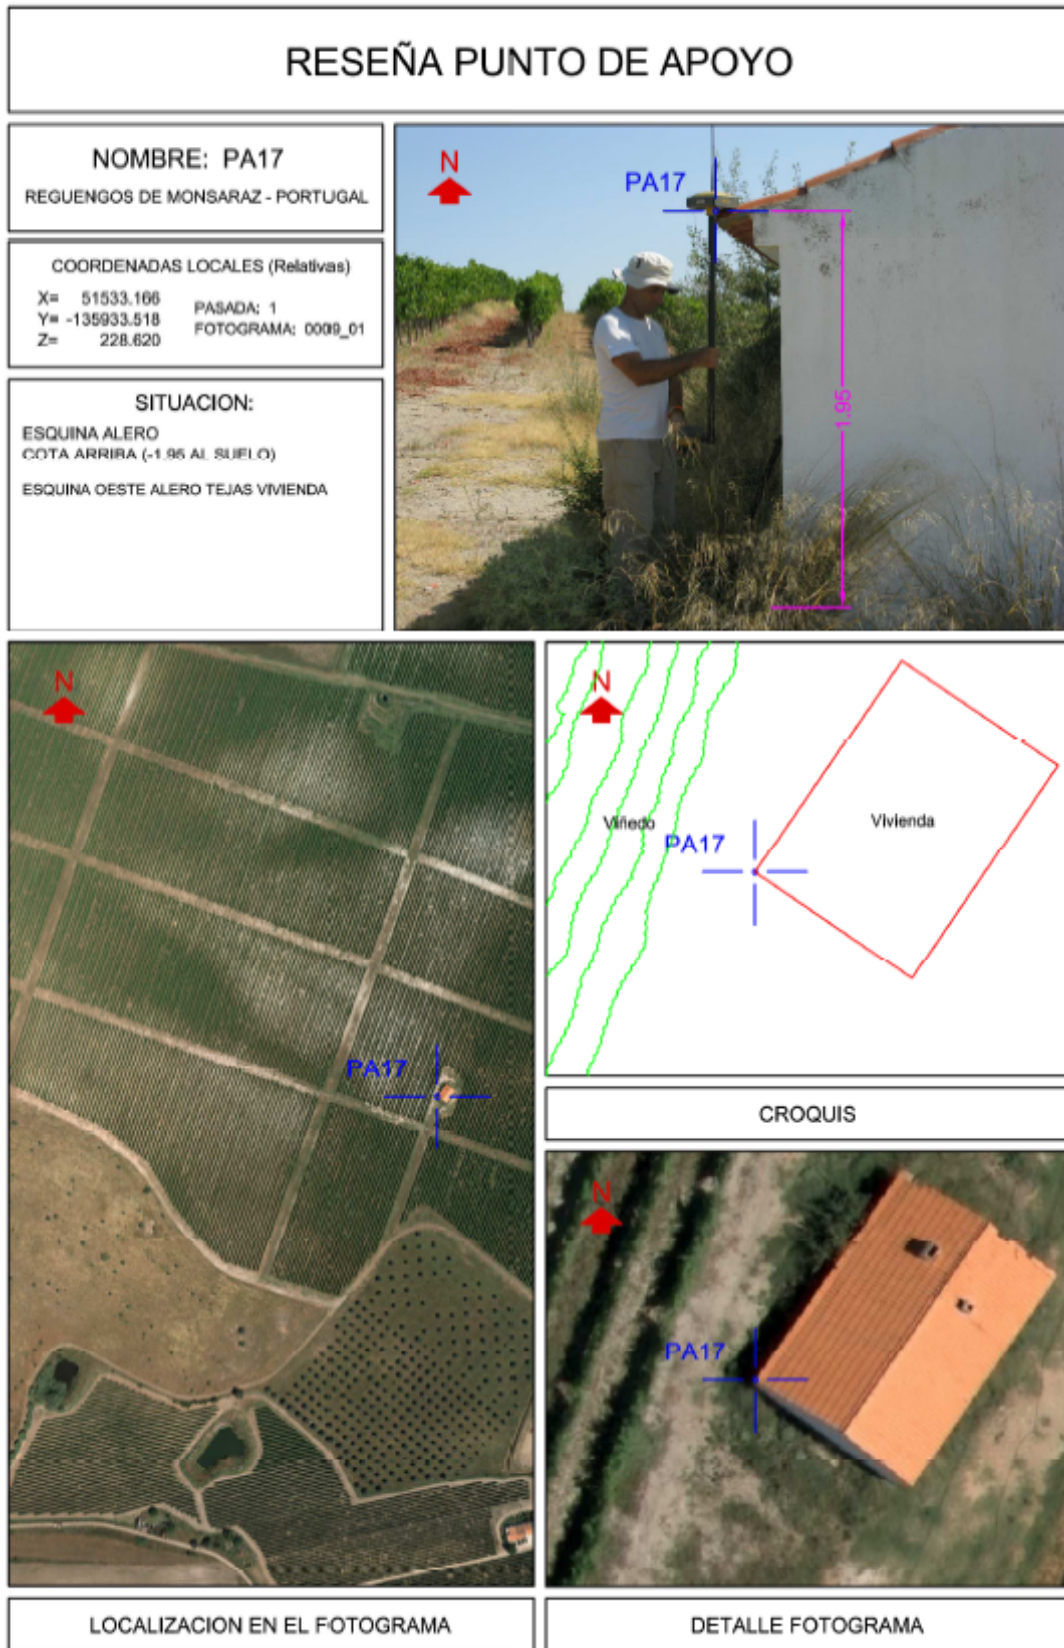 RESEÑA PUNTO DE APOYO
NOMBRE: PA17
REGUENGOS DE MONSARAZ - PORTUGAL
COORDENADAS LOCALES (Relativas)
X= 51533.166
Y= -135933.518
Z= 228.620
PASADA: 1
FOTOGRAMA: 0009_01
SITUACION:
ESQUINA ALERO
COTA ARRIBA (-1.95 AL SUELO)
ESQUINA OESTE ALERO TEJAS VIVIENDA
N
PA17
1.95
N
PA17
LOCALIZACION EN EL FOTOGRAMA
N
Viñedo
PA17
Vivienda
CROQUIS
N
PA17
DETALLE FOTOGRAMA